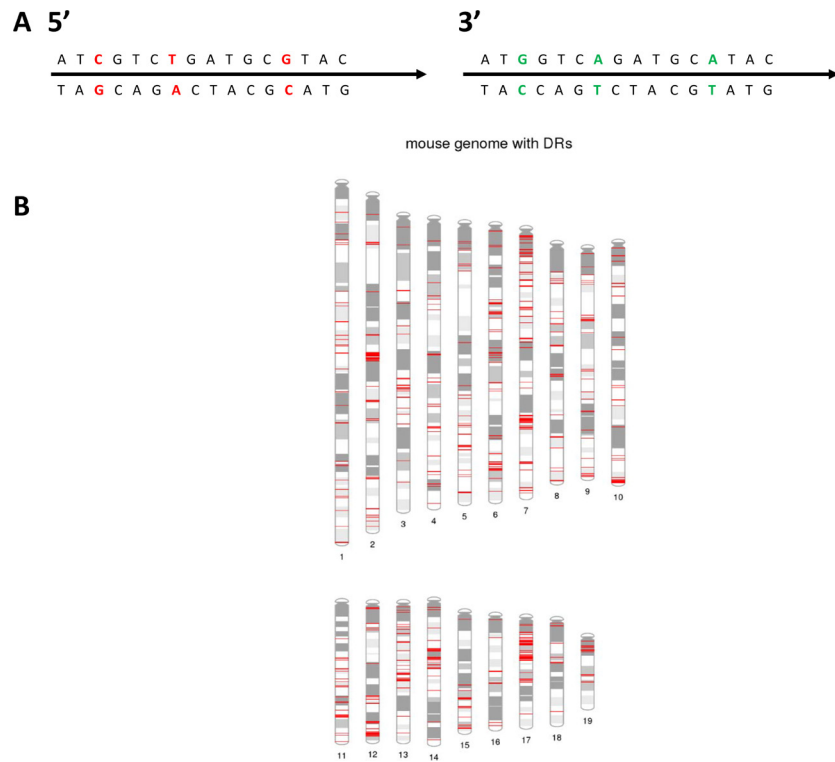 A 5’ 3’
A T C G T C T G A T G C G T A C
A T G G T C A G A T G C A T A C
T A G C A G A C T A C G C A T G
T A C C A G T C T A C G T A T G
mouse genome with DRs
B
1 2 3 4 5 6 7 8 9 10
11 12 13 14 15 16 17 18 19